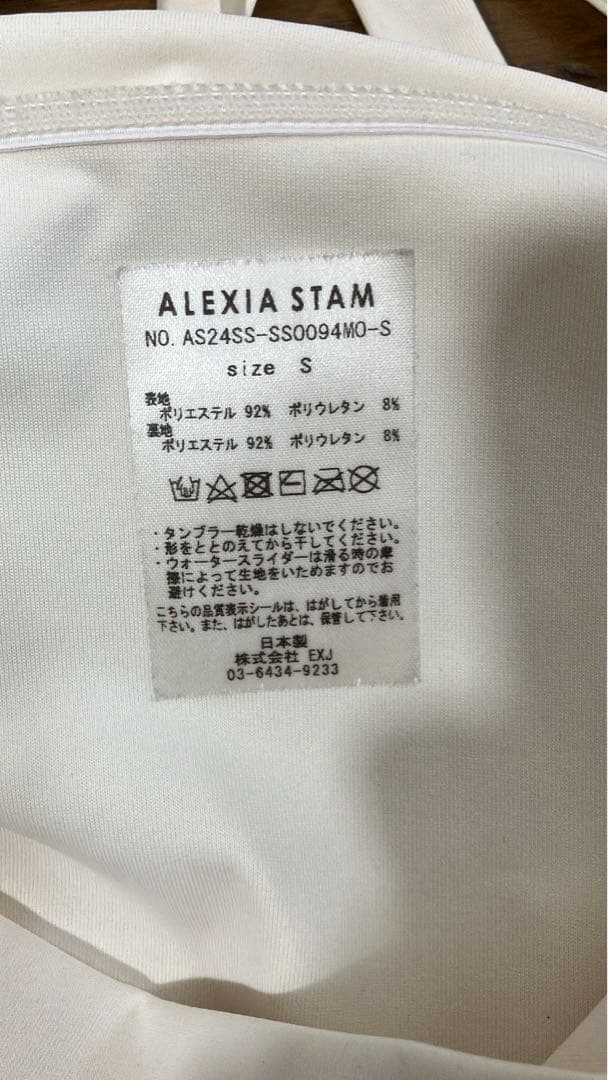 ALEXIA STAM
NO. AS24SS-SS0094MO-S
size S
表地
ポリエステル 92% ポリウレタン 8%
裏地
ポリエステル 92% ポリウレタン 8%
・タンブラー乾燥はしないでください。
・形をととのえてから干してください。
・ウォータースライダーは滑る時の摩
擦によって生地をいためますのでお
避けください。
こちらの品質表示シールは、はがしてから着用
下さい。また、はがしたあとは、保管して下さい。
日本製
株式会社 EXJ
03-6434-9233